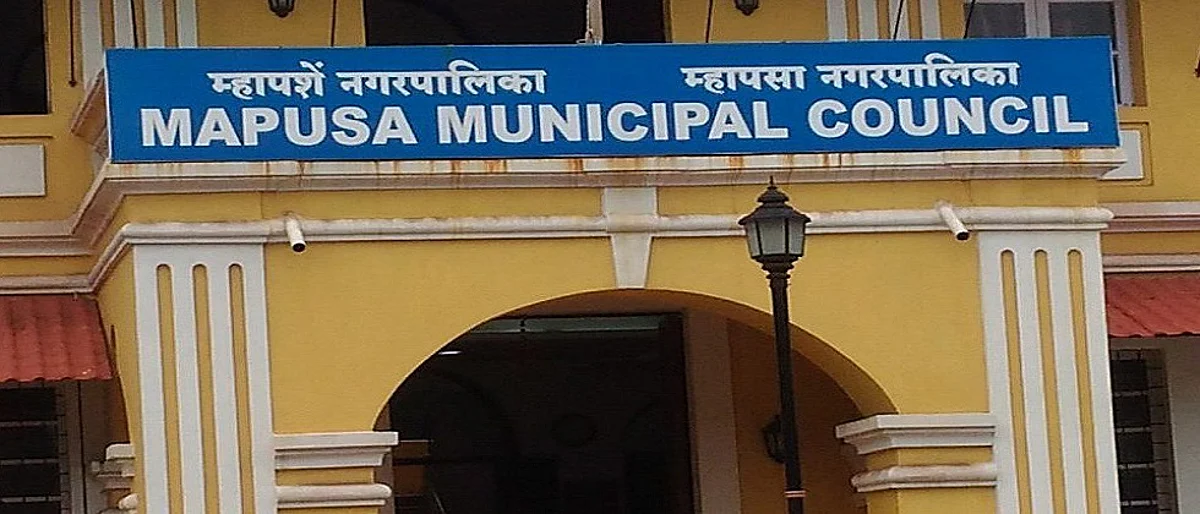 म्हापशें नगरपालिका म्हापसा नगरपालिका
MAPUSA MUNICIPAL COUNCIL